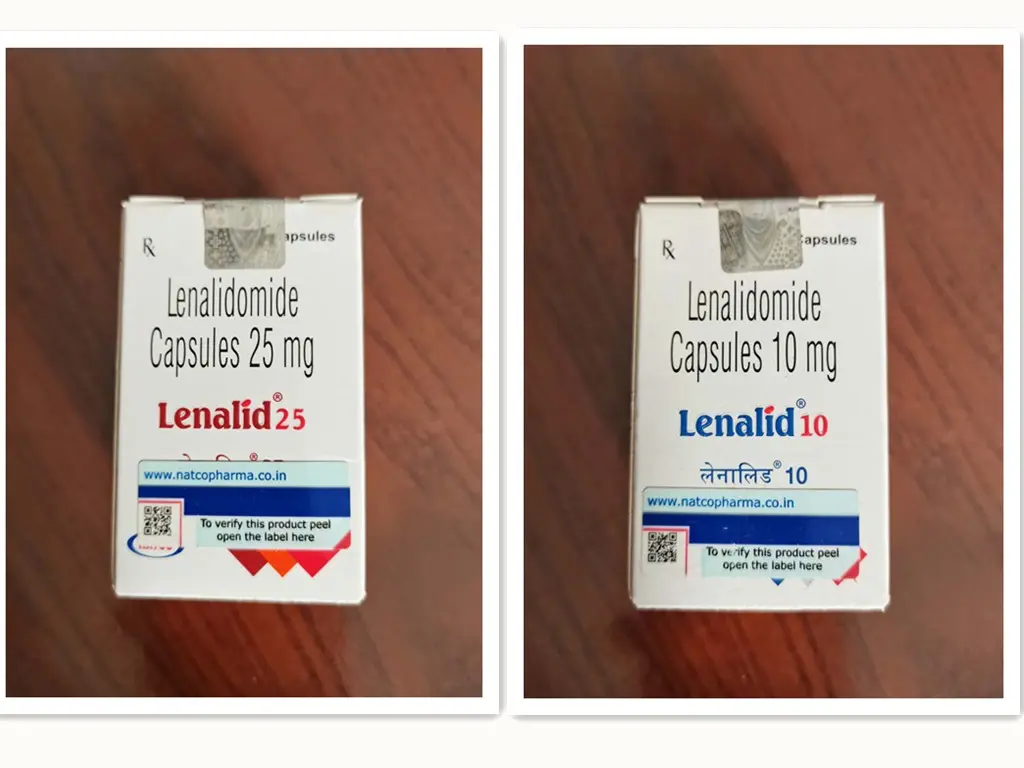 Rx
Lenalidomide
Capsules 25 mg
Lenalid® 25
www.natcopharma.co.in
To verify this product peel
open the label here
Rx
Lenalidomide
Capsules 10 mg
Lenalid® 10
लेनालिड® 10
www.natcopharma.co.in
To verify this product peel
open the label here